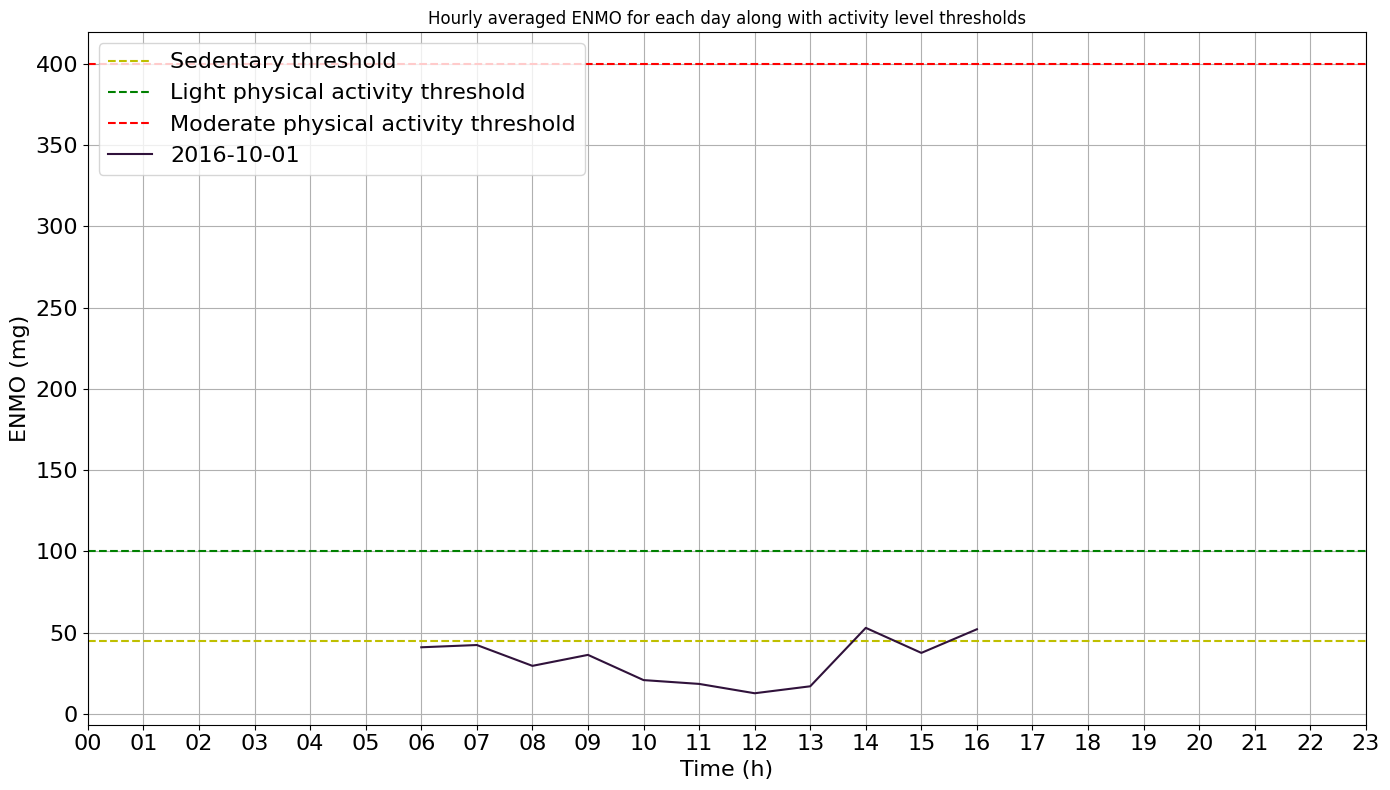 Hourly averaged ENMO for each day along with activity level thresholds
Sedentary threshold
Light physical activity threshold
Moderate physical activity threshold
2016-10-01
ENMO (mg)
400
350
300
250
200
150
100
50
0
00 01 02 03 04 05 06 07 08 09 10 11 12 13 14 15 16 17 18 19 20 21 22 23
Time (h)